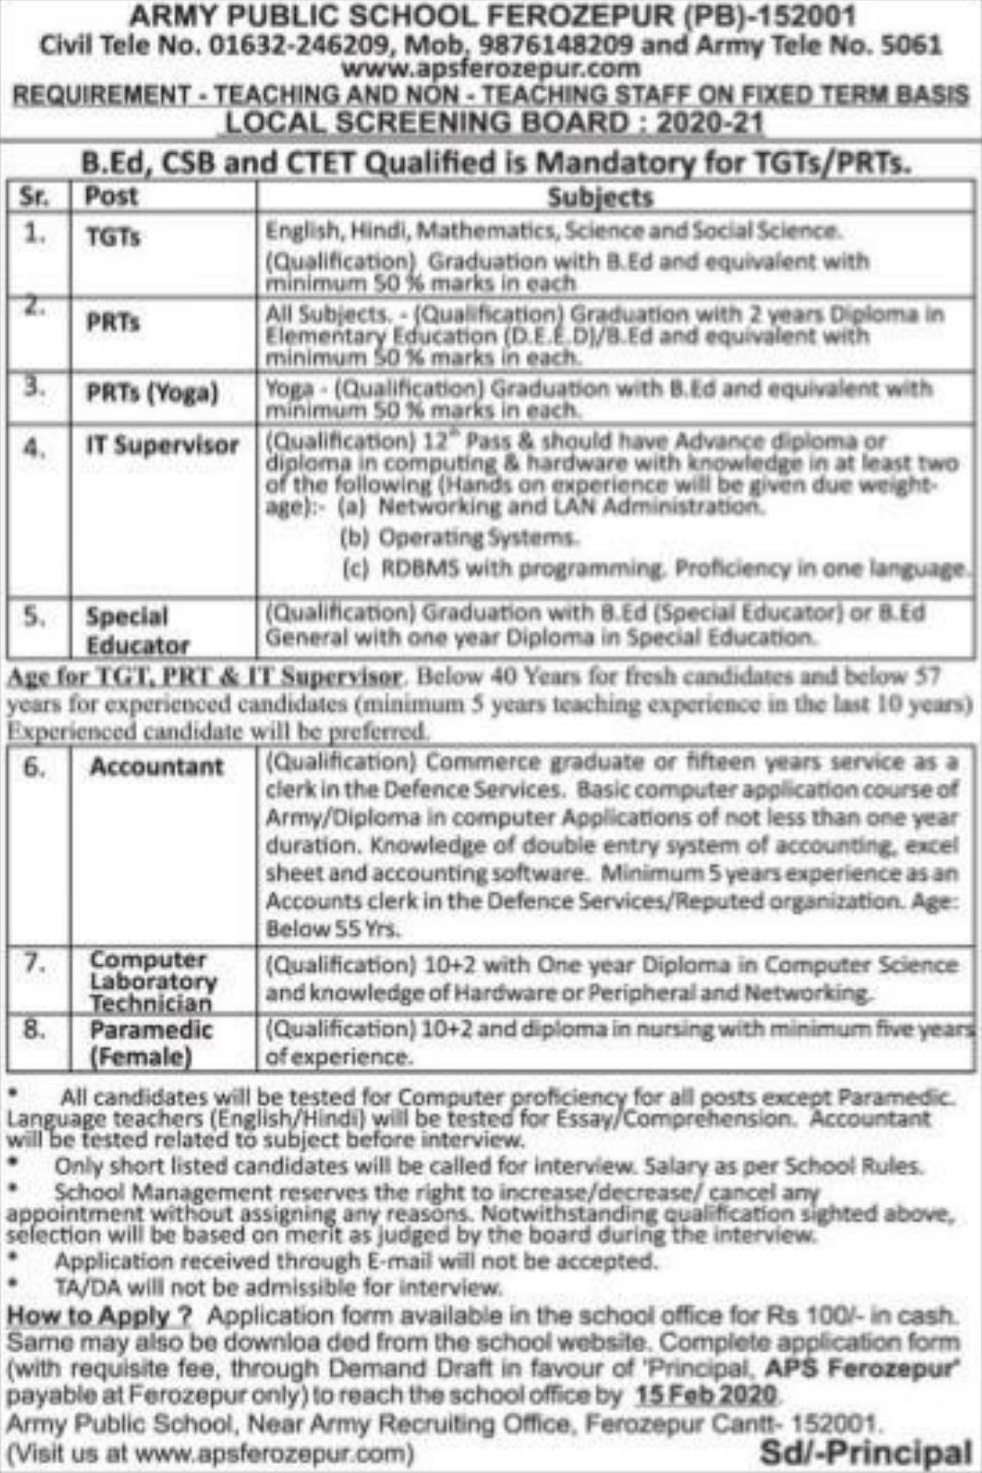 ARMY PUBLIC SCHOOL FEROZEPUR (PB)-152001
Civil Tele No. 01632-246209, Mob. 9876148209 and Army Tele No. 5061
www.apsferozepur.com
REQUIREMENT - TEACHING AND NON - TEACHING STAFF ON FIXED TERM BASIS
LOCAL SCREENING BOARD : 2020-21
B.Ed, CSB and CTET Qualified is Mandatory for TGTs/PRTs.
Sr. Post Subjects
1. TGTs English, Hindi, Mathematics, Science and Social Science.
(Qualification) Graduation with B.Ed and equivalent with
minimum 50 % marks in each
2. PRTs All Subjects. - (Qualification) Graduation with 2 years Diploma in
Elementary Education (D.E.E.D)/B.Ed and equivalent with
minimum 50 % marks in each.
3. PRTs (Yoga) Yoga - (Qualification) Graduation with B.Ed and equivalent with
minimum 50 % marks in each.
4. IT Supervisor (Qualification) 12th Pass & should have Advance diploma or
diploma in computing & hardware with knowledge in at least two
of the following (Hands on experience will be given due weight-
age):- (a) Networking and LAN Administration.
(b) Operating Systems.
(c) RDBMS with programming. Proficiency in one language.
5. Special Educator (Qualification) Graduation with B.Ed (Special Educator) or B.Ed
General with one year Diploma in Special Education.
Age for TGT, PRT & IT Supervisor. Below 40 Years for fresh candidates and below 57
years for experienced candidates (minimum 5 years teaching experience in the last 10 years)
Experienced candidate will be preferred.
6. Accountant (Qualification) Commerce graduate or fifteen years service as a
clerk in the Defence Services. Basic computer application course of
Army/Diploma in computer Applications of not less than one year
duration. Knowledge of double entry system of accounting, excel
sheet and accounting software. Minimum 5 years experience as an
Accounts clerk in the Defence Services/Reputed organization. Age:
Below 55 Yrs.
7. Computer Laboratory Technician (Qualification) 10+2 with One year Diploma in Computer Science
and knowledge of Hardware or Peripheral and Networking.
8. Paramedic (Female) (Qualification) 10+2 and diploma in nursing with minimum five years
of experience.
* All candidates will be tested for Computer proficiency for all posts except Paramedic.
Language teachers (English/Hindi) will be tested for Essay/Comprehension. Accountant
will be tested related to subject before interview.
* Only short listed candidates will be called for interview. Salary as per School Rules.
* School Management reserves the right to increase/decrease/ cancel any
appointment without assigning any reasons. Notwithstanding qualification sighted above,
selection will be based on merit as judged by the board during the interview.
* Application received through E-mail will not be accepted.
* TA/DA will not be admissible for interview.
How to Apply ? Application form available in the school office for Rs 100/- in cash.
Same may also be downloa ded from the school website. Complete application form
(with requisite fee, through Demand Draft in favour of 'Principal, APS Ferozepur'
payable at Ferozepur only) to reach the school office by 15 Feb 2020.
Army Public School, Near Army Recruiting Office, Ferozepur Cantt- 152001.
(Visit us at www.apsferozepur.com) Sd/-Principal